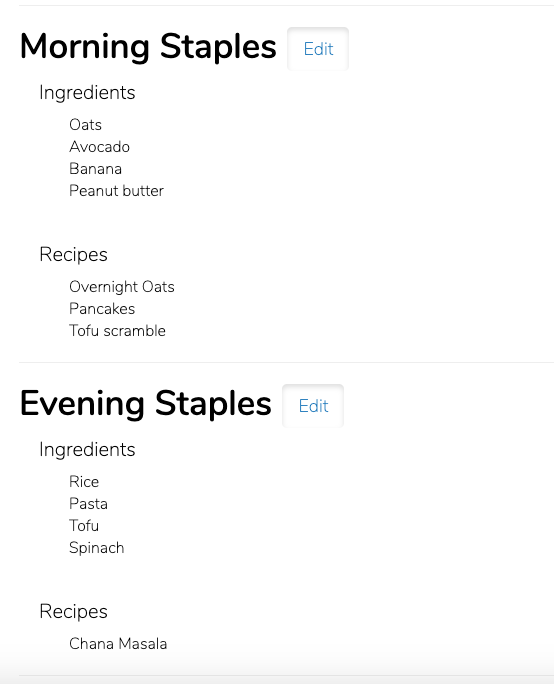 Morning Staples Edit
Ingredients
Oats
Avocado
Banana
Peanut butter
Recipes
Overnight Oats
Pancakes
Tofu scramble
Evening Staples Edit
Ingredients
Rice
Pasta
Tofu
Spinach
Recipes
Chana Masala